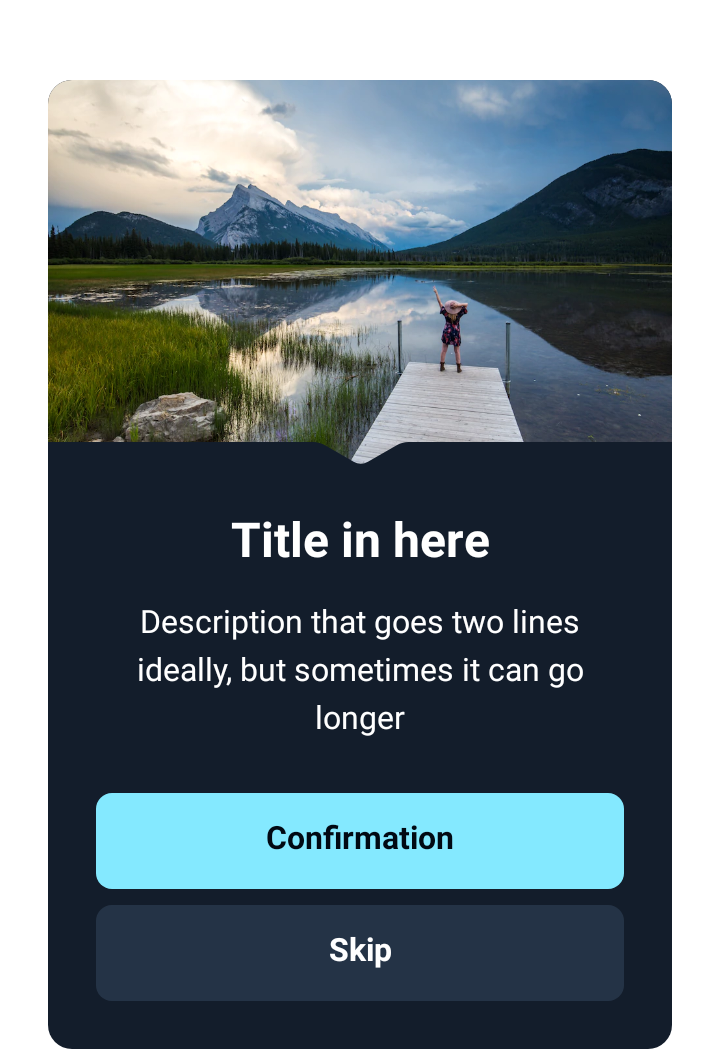 Title in here
Description that goes two lines
ideally, but sometimes it can go
longer
Confirmation
Skip